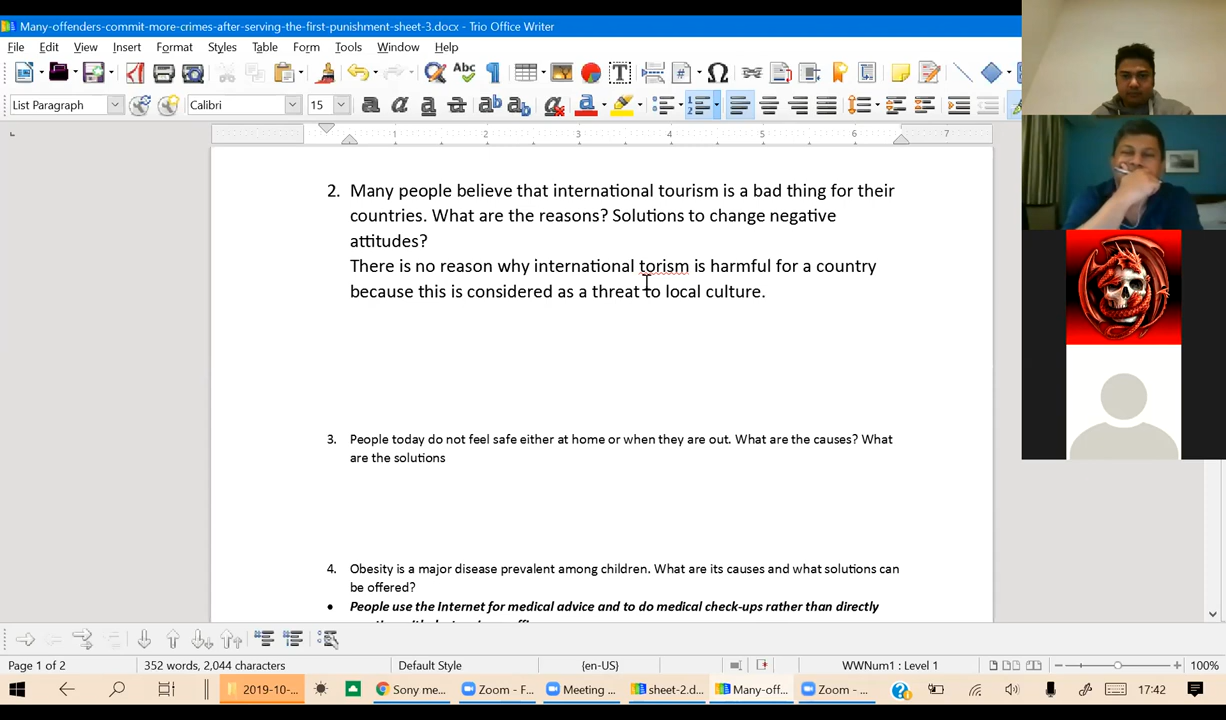 Many-offenders-commit-more-crimes-after-serving-the-first-punishment-sheet-3.docx - Trio Office Writer
File Edit View Insert Format Styles Table Form Tools Window Help
List Paragraph Calibri 15
1 2 3 4 5 6 7
2. Many people believe that international tourism is a bad thing for their
countries. What are the reasons? Solutions to change negative
attitudes?
There is no reason why international torism is harmful for a country
because this is considered as a threat to local culture.
3. People today do not feel safe either at home or when they are out. What are the causes? What
are the solutions
4. Obesity is a major disease prevalent among children. What are its causes and what solutions can
be offered?
• People use the Internet for medical advice and to do medical check-ups rather than directly
Page 1 of 2 352 words, 2,044 characters Default Style (en-US) WWNum1 : Level 1 100%
2019-10-... Sony me... Zoom - F... Meeting ... sheet-2.d... Many-off... Zoom - ... 17:42